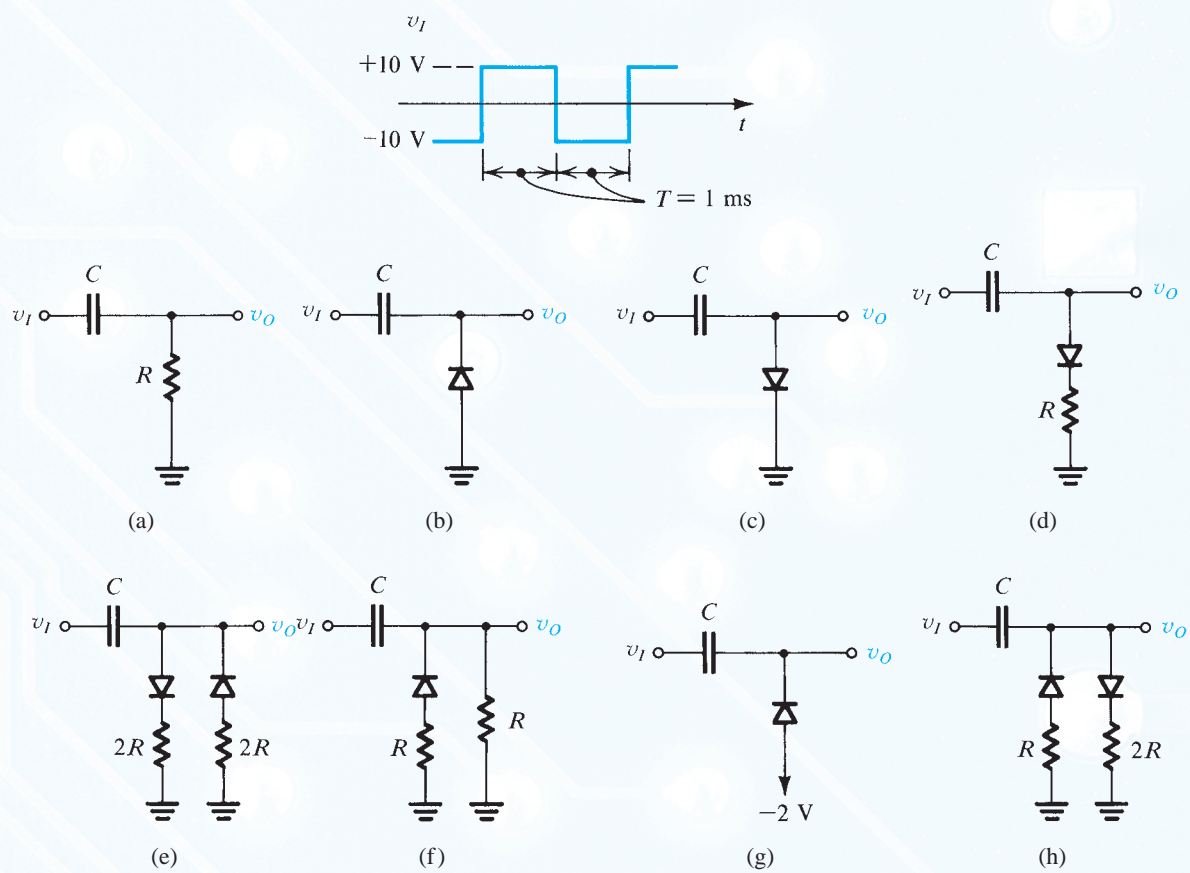 v_I
+10 V
−10 V
t
T = 1 ms
C
v_I
v_O
R
(a)
C
v_I
v_O
(b)
C
v_I
v_O
(c)
C
v_I
v_O
R
(d)
C
v_I
v_O
2R
2R
(e)
C
v_I
v_O
R
R
(f)
C
v_I
v_O
−2 V
(g)
C
v_I
v_O
R
2R
(h)